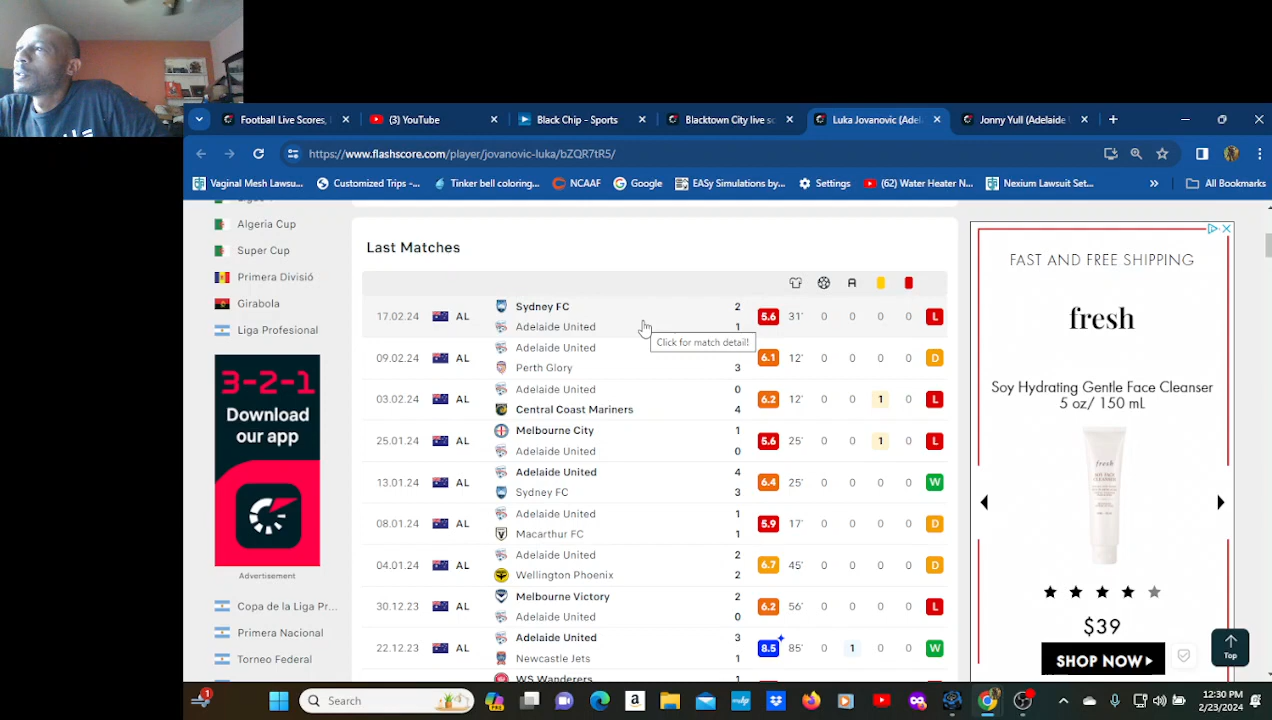 Football Live Scores,
(3) YouTube
Black Chip - Sports
Blacktown City live sc
Luka Jovanovic (Adel
Jonny Yull (Adelaide
https://www.flashscore.com/player/jovanovic-luka/bZQR7tR5/
Vaginal Mesh Lawsu...
Customized Trips -...
Tinker bell coloring...
NCAAF
Google
EASy Simulations by...
Settings
(62) Water Heater N...
Nexium Lawsuit Set...
»
All Bookmarks
Algeria Cup
Super Cup
Primera Divisió
Girabola
Liga Profesional
3-2-1
Download
our app
Advertisement
Copa de la Liga Pr...
Primera Nacional
Torneo Federal
Last Matches
17.02.24 AL Sydney FC 2
Adelaide United 1 5.6 31' 0 0 0 0 L
Click for match detail!
09.02.24 AL Adelaide United
Perth Glory 3 6.1 12' 0 0 0 0 D
03.02.24 AL Adelaide United 0
Central Coast Mariners 4 6.2 12' 0 0 1 0 L
25.01.24 AL Melbourne City 1
Adelaide United 0 5.6 25' 0 0 1 0 L
13.01.24 AL Adelaide United 4
Sydney FC 3 6.4 25' 0 0 0 0 W
08.01.24 AL Adelaide United 1
Macarthur FC 1 5.9 17' 0 0 0 0 D
04.01.24 AL Adelaide United 2
Wellington Phoenix 2 6.7 45' 0 0 0 0 D
30.12.23 AL Melbourne Victory 2
Adelaide United 0 6.2 56' 0 0 0 0 L
22.12.23 AL Adelaide United 3
Newcastle Jets 1 8.5 85' 0 1 0 0 W
WS Wanderers
FAST AND FREE SHIPPING
fresh
Soy Hydrating Gentle Face Cleanser
5 oz/ 150 mL
$39
SHOP NOW
Top
Search
12:30 PM
2/23/2024